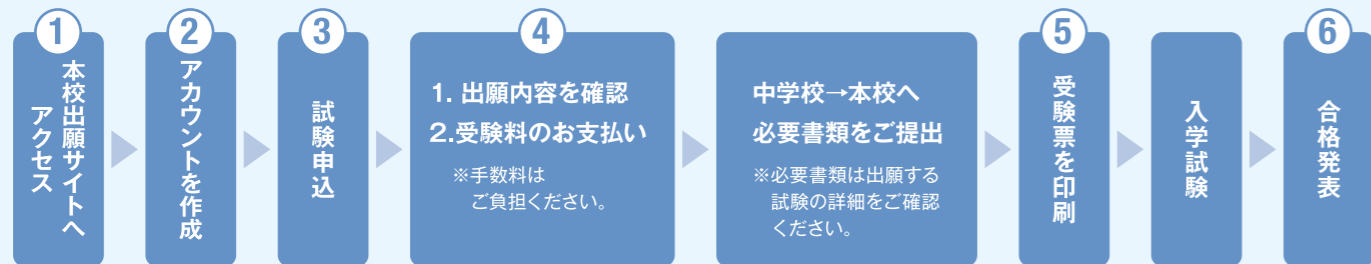 1
本校出願サイトへ
アクセス
2
アカウントを作成
3
試験申込
4
1. 出願内容を確認
2.受験料のお支払い
※手数料は
ご負担ください。
中学校→本校へ
必要書類をご提出
※必要書類は出願する
試験の詳細をご確認
ください。
5
受験票を印刷
入学試験
6
合格発表